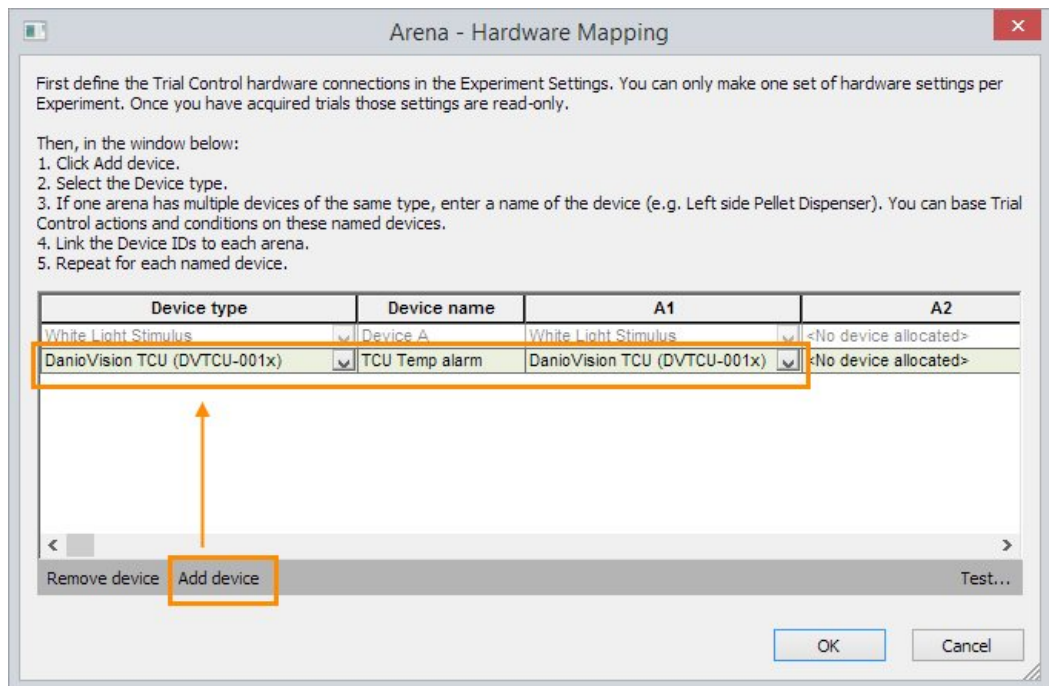 Arena - Hardware Mapping
First define the Trial Control hardware connections in the Experiment Settings. You can only make one set of hardware settings per
Experiment. Once you have acquired trials those settings are read-only.
Then, in the window below:
1. Click Add device.
2. Select the Device type.
3. If one arena has multiple devices of the same type, enter a name of the device (e.g. Left side Pellet Dispenser). You can base Trial
Control actions and conditions on these named devices.
4. Link the Device IDs to each arena.
5. Repeat for each named device.
Device type Device name A1 A2
White Light Stimulus Device A White Light Stimulus <No device allocated>
DanioVision TCU (DVTCU-001x) TCU Temp alarm DanioVision TCU (DVTCU-001x) <No device allocated>
Remove device Add device Test...
OK Cancel